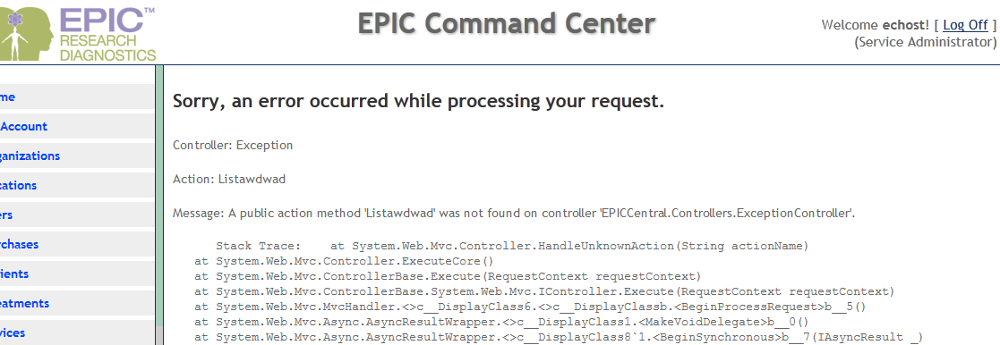 EPIC™
RESEARCH
DIAGNOSTICS
EPIC Command Center
Welcome echost! [ Log Off ]
(Service Administrator)
me
Account
ganizations
cations
ers
rchases
ients
eatments
vices
Sorry, an error occurred while processing your request.
Controller: Exception
Action: Listawdwad
Message: A public action method 'Listawdwad' was not found on controller 'EPICCentral.Controllers.ExceptionController'.
Stack Trace: at System.Web.Mvc.Controller.HandleUnknownAction(String actionName)
at System.Web.Mvc.Controller.ExecuteCore()
at System.Web.Mvc.ControllerBase.Execute(RequestContext requestContext)
at System.Web.Mvc.ControllerBase.System.Web.Mvc.IController.Execute(RequestContext requestContext)
at System.Web.Mvc.MvcHandler.<>c__DisplayClass6.<>c__DisplayClassb.<BeginProcessRequest>b__5()
at System.Web.Mvc.Async.AsyncResultWrapper.<>c__DisplayClass1.<MakeVoidDelegate>b__0()
at System.Web.Mvc.Async.AsyncResultWrapper.<>c__DisplayClass8`1.<BeginSynchronous>b__7(IAsyncResult _)